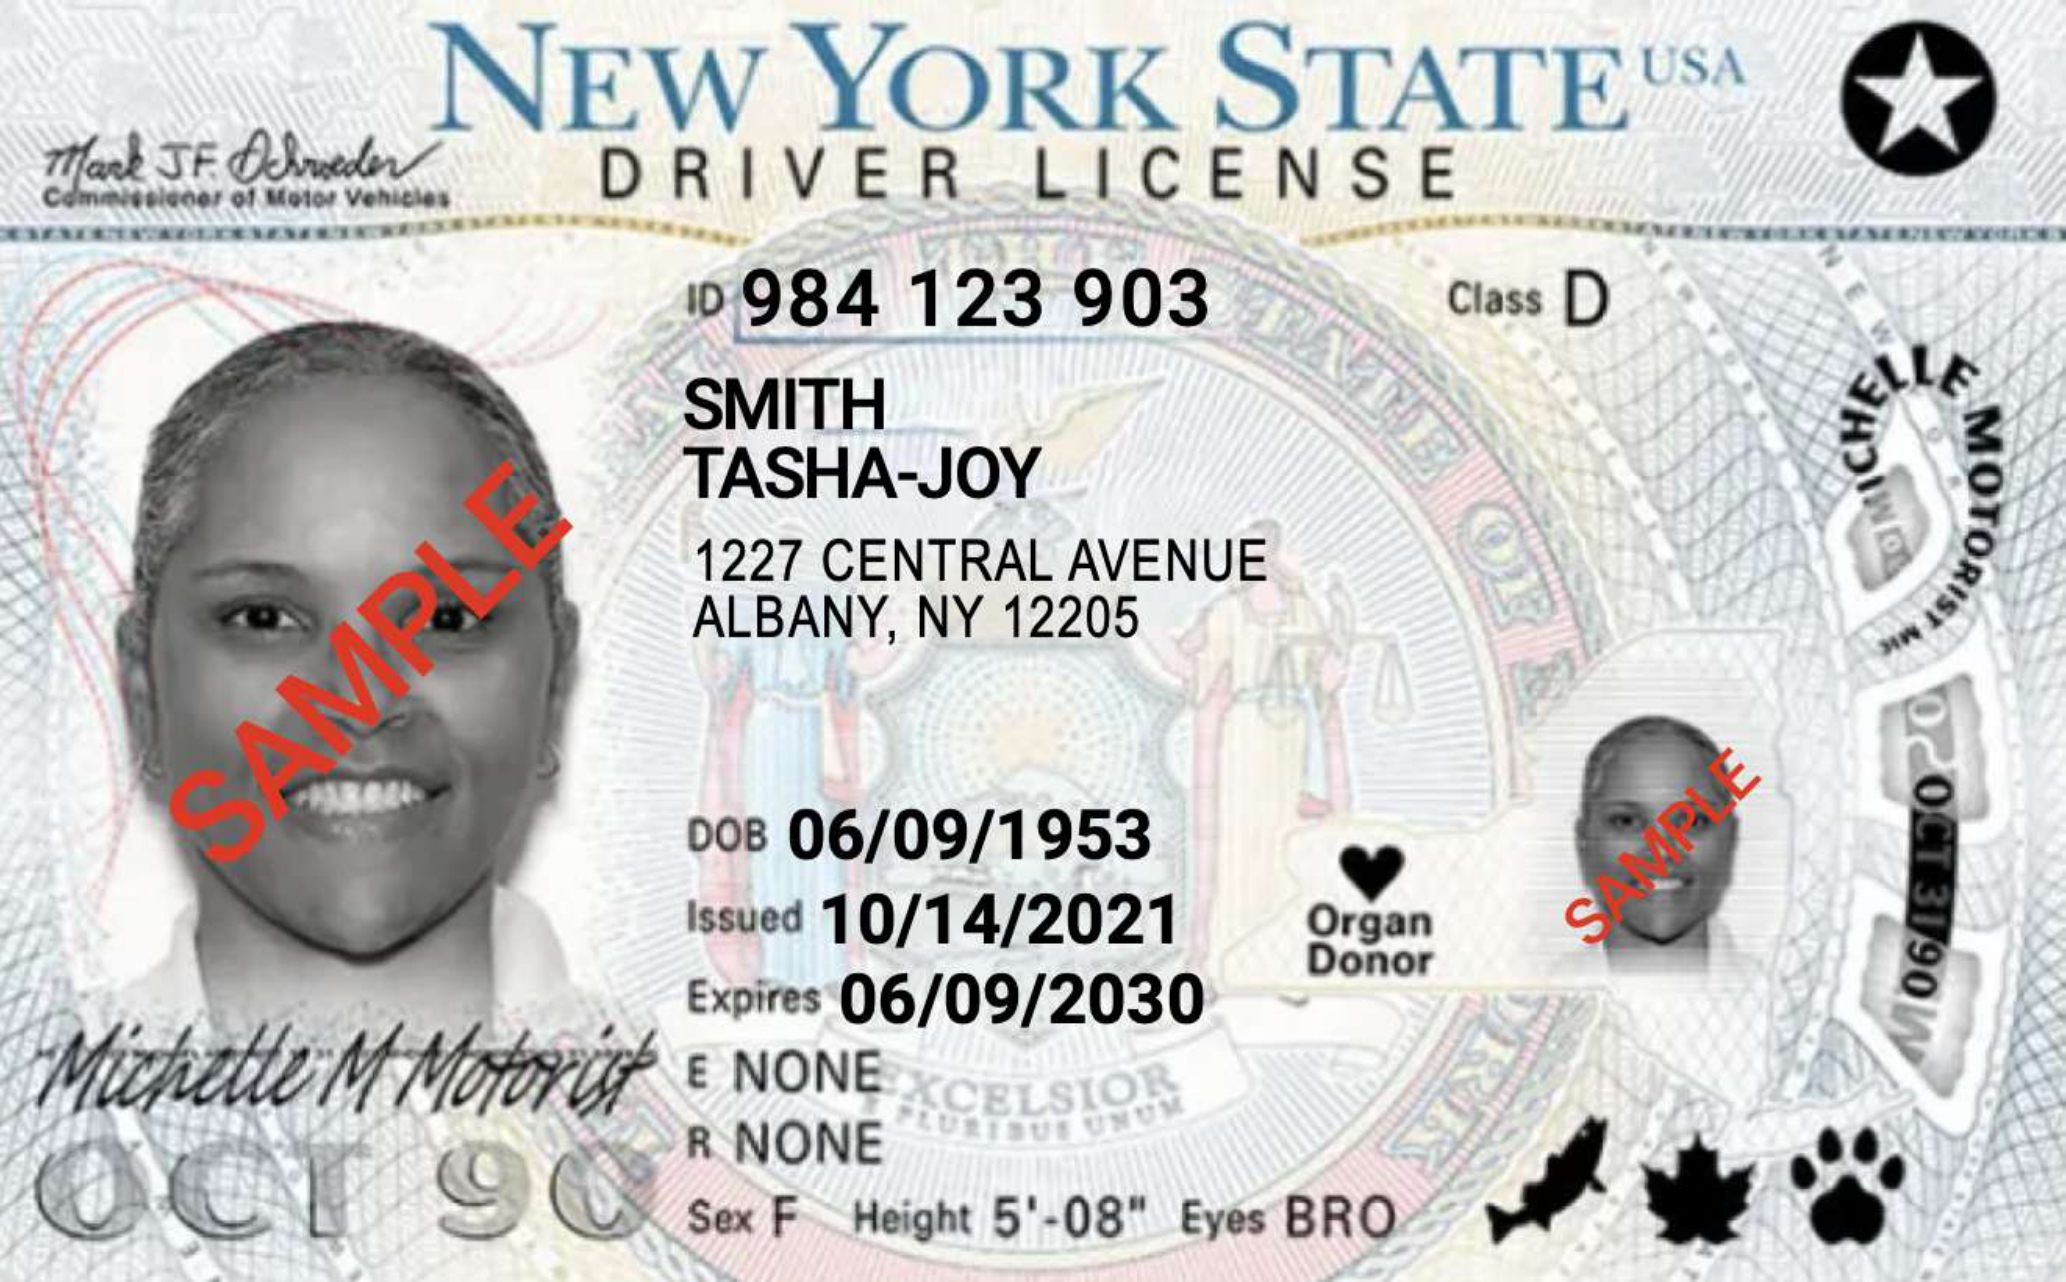 NEW YORK STATE USA
DRIVER LICENSE
Mark J.F. Schroeder
Commissioner of Motor Vehicles
ID 984 123 903
Class D
SMITH
TASHA-JOY
1227 CENTRAL AVENUE
ALBANY, NY 12205
SAMPLE
MICHELLE MOTORIST MIC
DOB 06/09/1953
Issued 10/14/2021
Expires 06/09/2030
Organ
Donor
SAMPLE
OCT 31 90
Michelle M Motorist
E NONE
R NONE
EXCELSIOR
E PLURIBUS UNUM
OCT 90
Sex F Height 5'-08" Eyes BRO